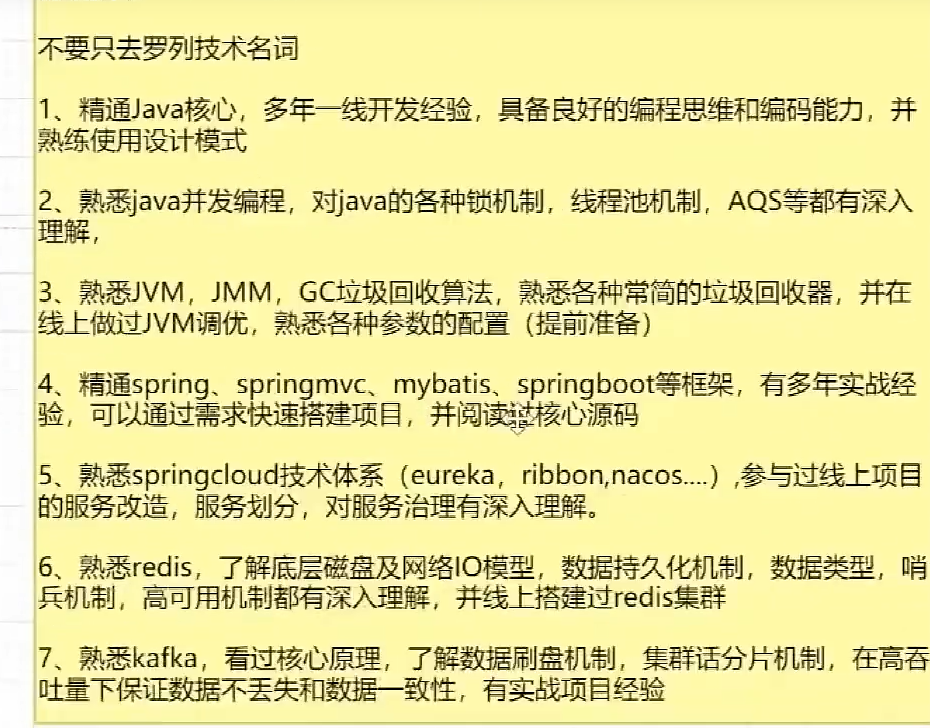 不要只去罗列技术名词
1、精通Java核心，多年一线开发经验，具备良好的编程思维和编码能力，并
熟练使用设计模式
2、熟悉java并发编程，对java的各种锁机制，线程池机制，AQS等都有深入
理解，
3、熟悉JVM，JMM，GC垃圾回收算法，熟悉各种常简的垃圾回收器，并在
线上做过JVM调优，熟悉各种参数的配置（提前准备）
4、精通spring、springmvc、mybatis、springboot等框架，有多年实战经
验，可以通过需求快速搭建项目，并阅读过核心源码
5、熟悉springcloud技术体系（eureka，ribbon,nacos....）,参与过线上项目
的服务改造，服务划分，对服务治理有深入理解。
6、熟悉redis，了解底层磁盘及网络IO模型，数据持久化机制，数据类型，哨
兵机制，高可用机制都有深入理解，并线上搭建过redis集群
7、熟悉kafka，看过核心原理，了解数据刷盘机制，集群话分片机制，在高吞
吐量下保证数据不丢失和数据一致性，有实战项目经验